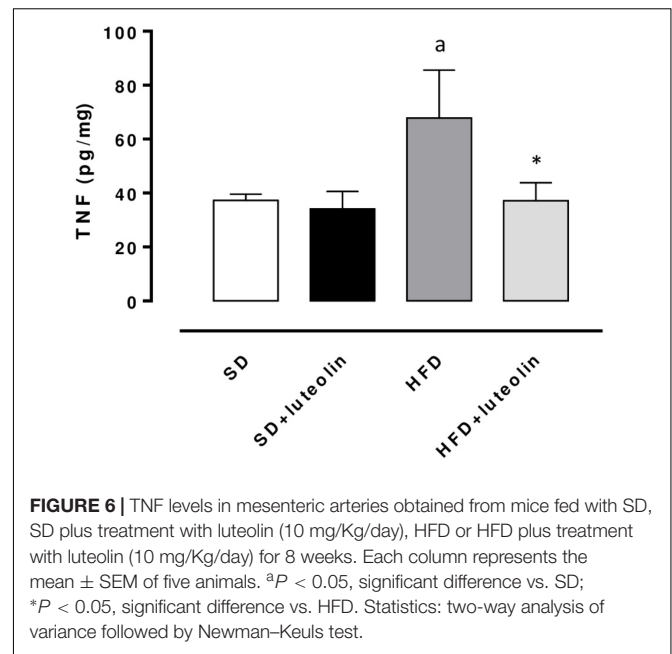 100
a
80
60
*
TNF (pg/mg)
40
20
0
SD
SD+luteolin
HFD
HFD+luteolin
FIGURE 6 | TNF levels in mesenteric arteries obtained from mice fed with SD,
SD plus treatment with luteolin (10 mg/Kg/day), HFD or HFD plus treatment
with luteolin (10 mg/Kg/day) for 8 weeks. Each column represents the
mean ± SEM of five animals. ᵃP < 0.05, significant difference vs. SD;
*P < 0.05, significant difference vs. HFD. Statistics: two-way analysis of
variance followed by Newman–Keuls test.